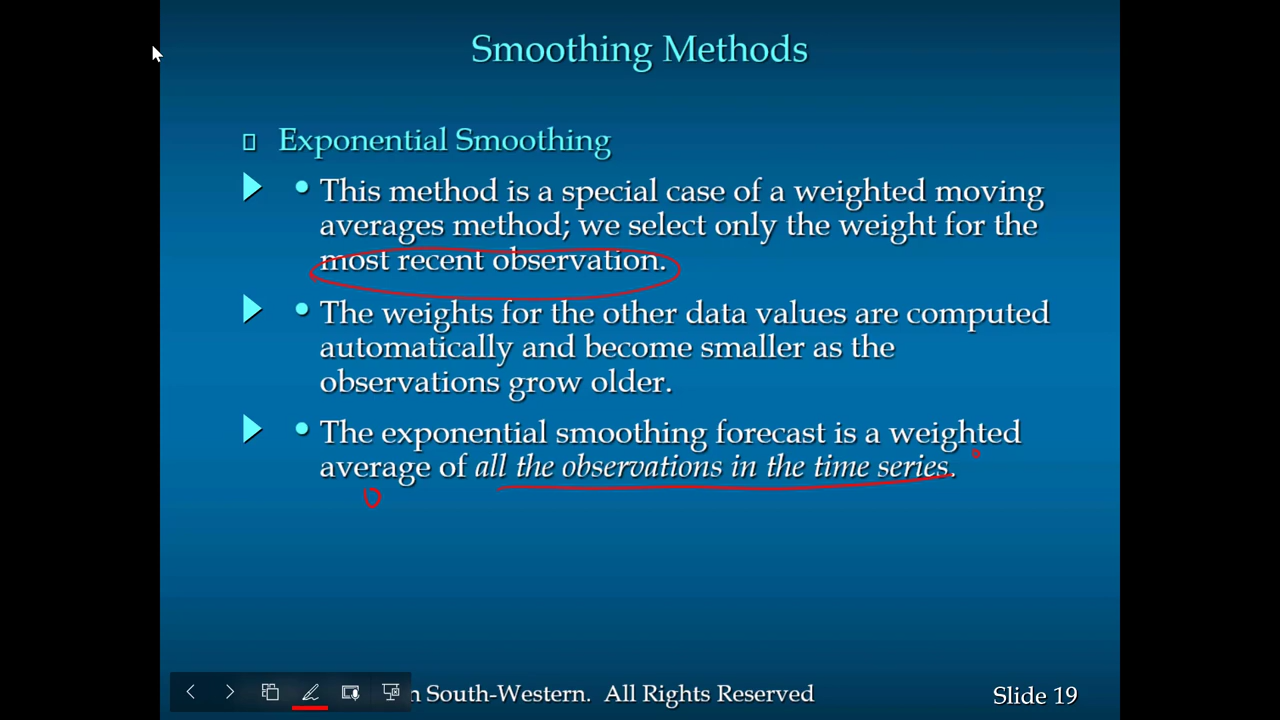 Smoothing Methods
Exponential Smoothing
• This method is a special case of a weighted moving
averages method; we select only the weight for the
most recent observation.
• The weights for the other data values are computed
automatically and become smaller as the
observations grow older.
• The exponential smoothing forecast is a weighted
average of all the observations in the time series.
n South-Western. All Rights Reserved
Slide 19